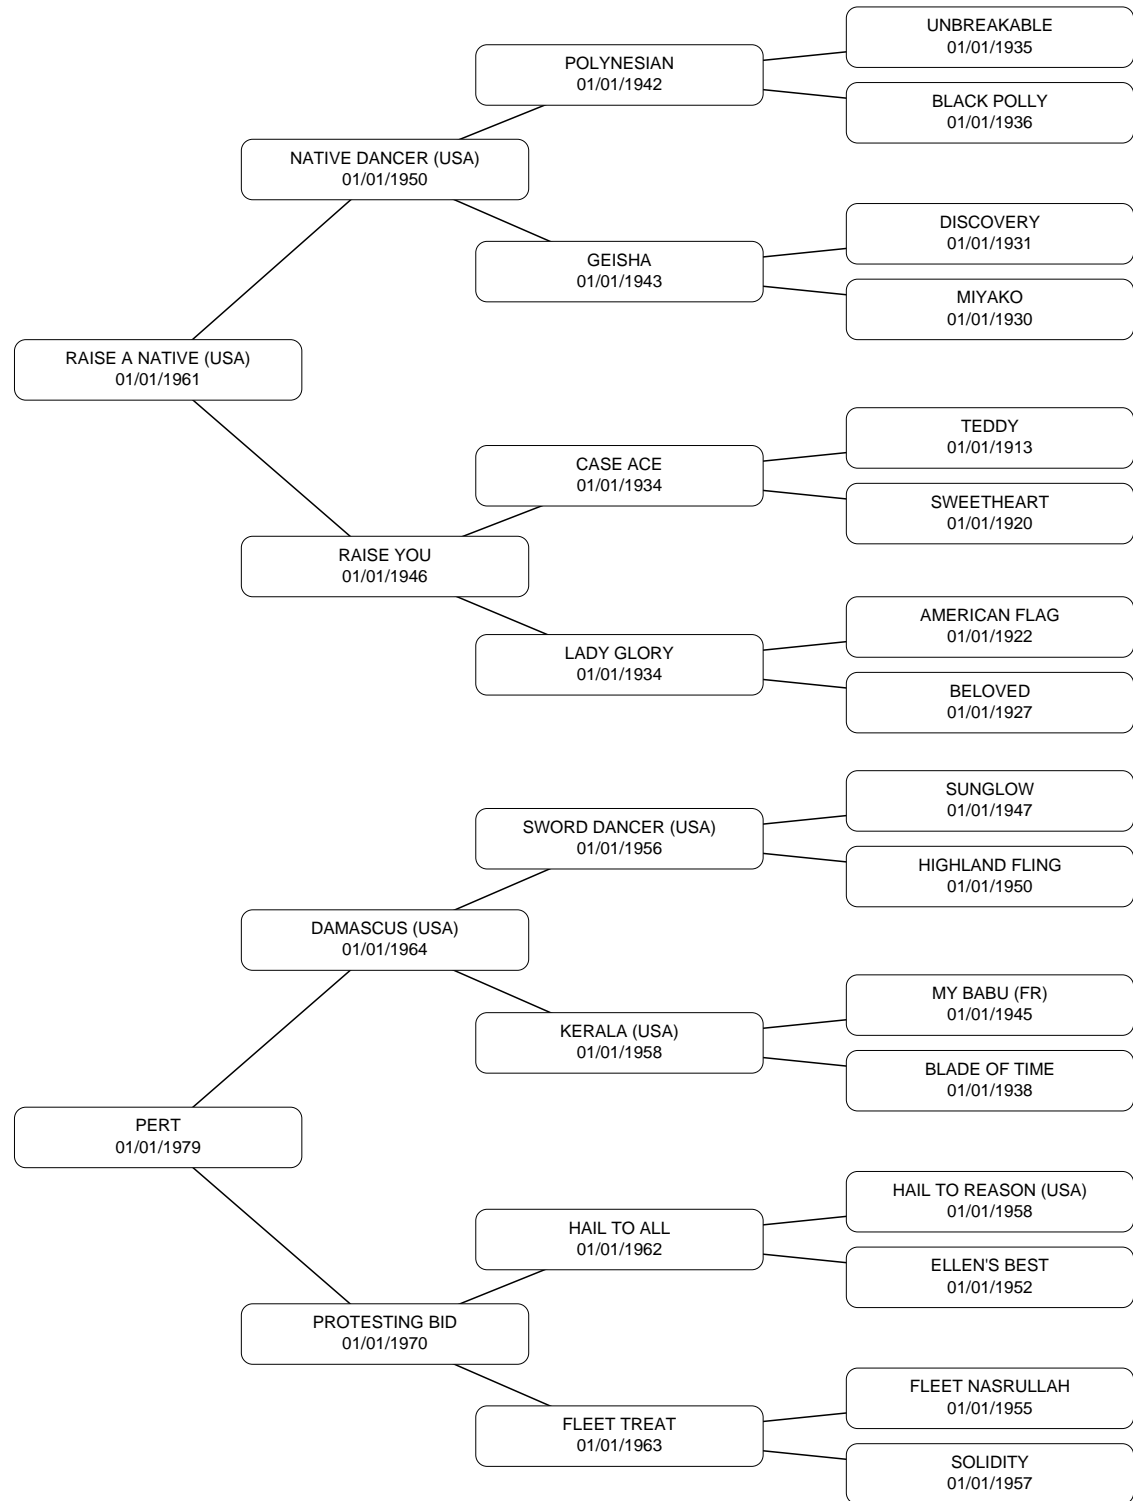 UNBREAKABLE
01/01/1935
POLYNESIAN
01/01/1942
BLACK POLLY
01/01/1936
NATIVE DANCER (USA)
01/01/1950
DISCOVERY
01/01/1931
GEISHA
01/01/1943
MIYAKO
01/01/1930
RAISE A NATIVE (USA)
01/01/1961
TEDDY
01/01/1913
CASE ACE
01/01/1934
SWEETHEART
01/01/1920
RAISE YOU
01/01/1946
AMERICAN FLAG
01/01/1922
LADY GLORY
01/01/1934
BELOVED
01/01/1927
SUNGLOW
01/01/1947
SWORD DANCER (USA)
01/01/1956
HIGHLAND FLING
01/01/1950
DAMASCUS (USA)
01/01/1964
MY BABU (FR)
01/01/1945
KERALA (USA)
01/01/1958
BLADE OF TIME
01/01/1938
PERT
01/01/1979
HAIL TO REASON (USA)
01/01/1958
HAIL TO ALL
01/01/1962
ELLEN'S BEST
01/01/1952
PROTESTING BID
01/01/1970
FLEET NASRULLAH
01/01/1955
FLEET TREAT
01/01/1963
SOLIDITY
01/01/1957